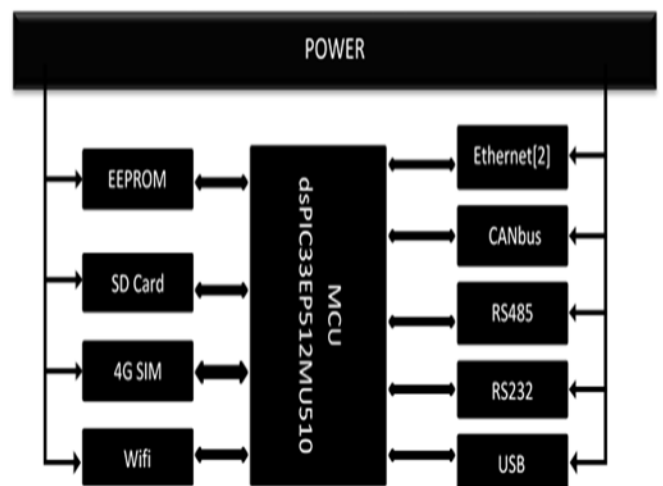 POWER
EEPROM
SD Card
4G SIM
Wifi
MCU
dsPIC33EP512MU510
Ethernet[2]
CANbus
RS485
RS232
USB